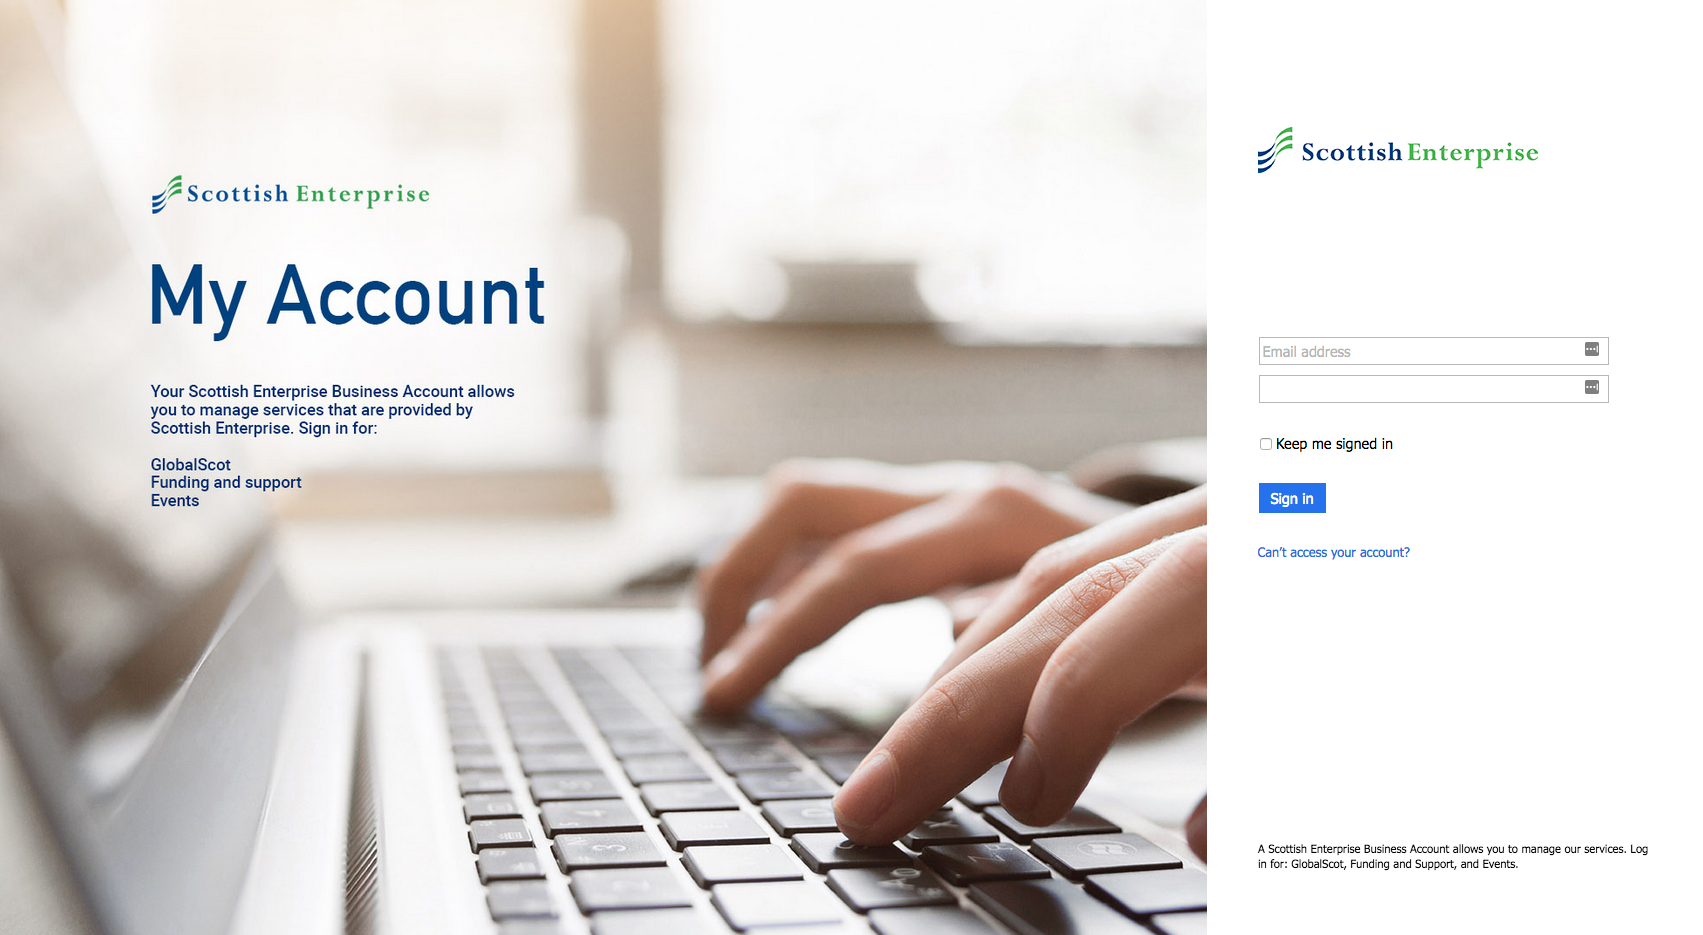 Scottish Enterprise
My Account
Your Scottish Enterprise Business Account allows
you to manage services that are provided by
Scottish Enterprise. Sign in for:
GlobalScot
Funding and support
Events
Scottish Enterprise
Email address
Keep me signed in
Sign in
Can't access your account?
A Scottish Enterprise Business Account allows you to manage our services. Log
in for: GlobalScot, Funding and Support, and Events.